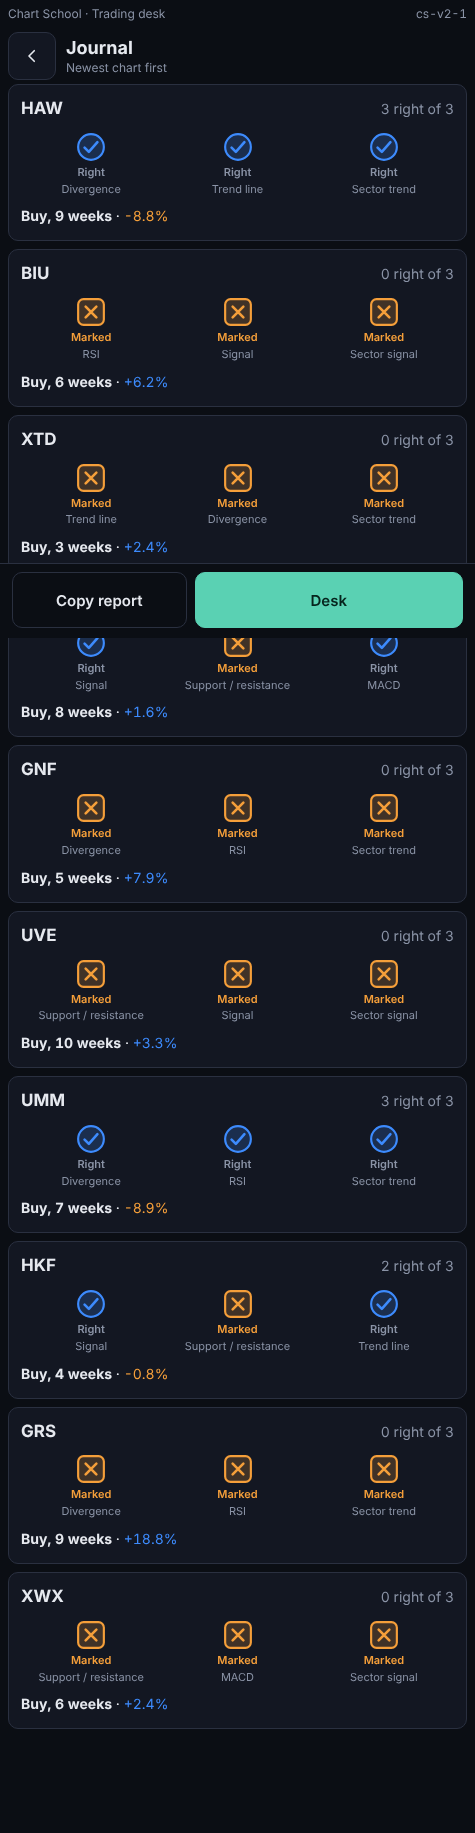 Chart School · Trading desk
cs-v2-1
Journal
Newest chart first
HAW
3 right of 3
Right Right Right
Divergence Trend line Sector trend
Buy, 9 weeks · -8.8%
BIU
0 right of 3
Marked Marked Marked
RSI Signal Sector signal
Buy, 6 weeks · +6.2%
XTD
0 right of 3
Marked Marked Marked
Trend line Divergence Sector trend
Buy, 3 weeks · +2.4%
Copy report
Desk
Right Marked Right
Signal Support / resistance MACD
Buy, 8 weeks · +1.6%
GNF
0 right of 3
Marked Marked Marked
Divergence RSI Sector trend
Buy, 5 weeks · +7.9%
UVE
0 right of 3
Marked Marked Marked
Support / resistance Signal Sector signal
Buy, 10 weeks · +3.3%
UMM
3 right of 3
Right Right Right
Divergence RSI Sector trend
Buy, 7 weeks · -8.9%
HKF
2 right of 3
Right Marked Right
Signal Support / resistance Trend line
Buy, 4 weeks · -0.8%
GRS
0 right of 3
Marked Marked Marked
Divergence RSI Sector trend
Buy, 9 weeks · +18.8%
XWX
0 right of 3
Marked Marked Marked
Support / resistance MACD Sector signal
Buy, 6 weeks · +2.4%